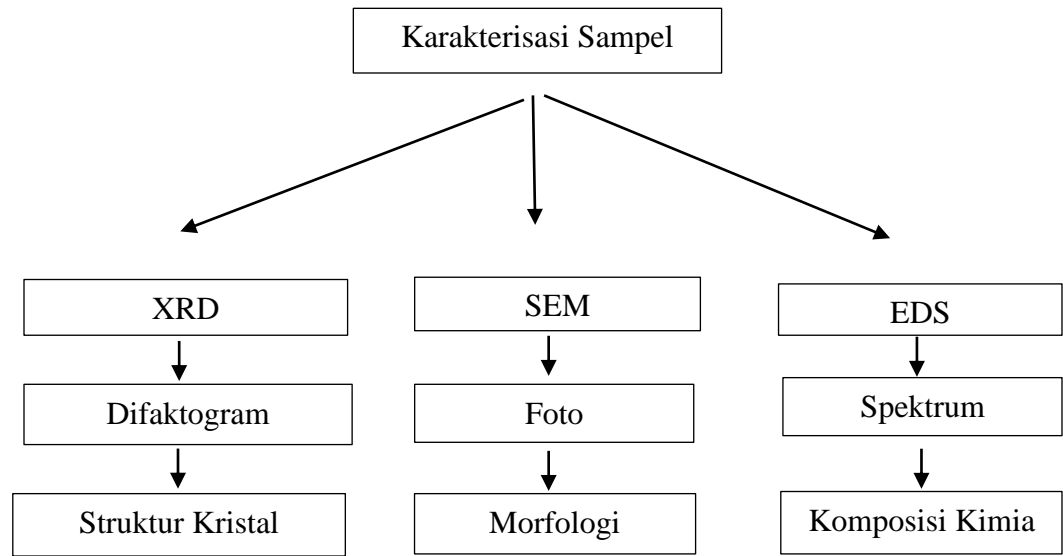 Karakterisasi Sampel
XRD
SEM
EDS
Difaktogram
Foto
Spektrum
Struktur Kristal
Morfologi
Komposisi Kimia